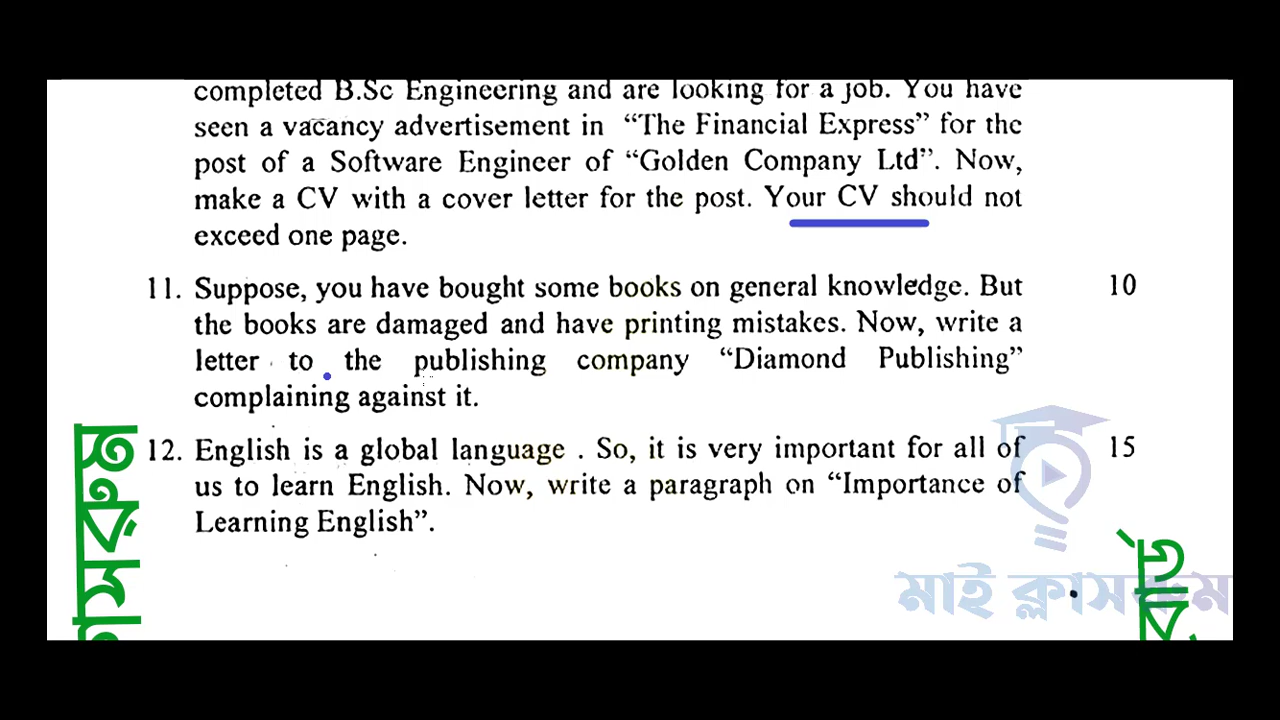 completed B.Sc Engineering and are looking for a job. You have
seen a vacancy advertisement in “The Financial Express” for the
post of a Software Engineer of “Golden Company Ltd”. Now,
make a CV with a cover letter for the post. Your CV should not
exceed one page.
11. Suppose, you have bought some books on general knowledge. But 10
the books are damaged and have printing mistakes. Now, write a
letter to the publishing company “Diamond Publishing”
complaining against it.
12. English is a global language . So, it is very important for all of 15
us to learn English. Now, write a paragraph on “Importance of
Learning English”.
মাই ক্লাসরুম